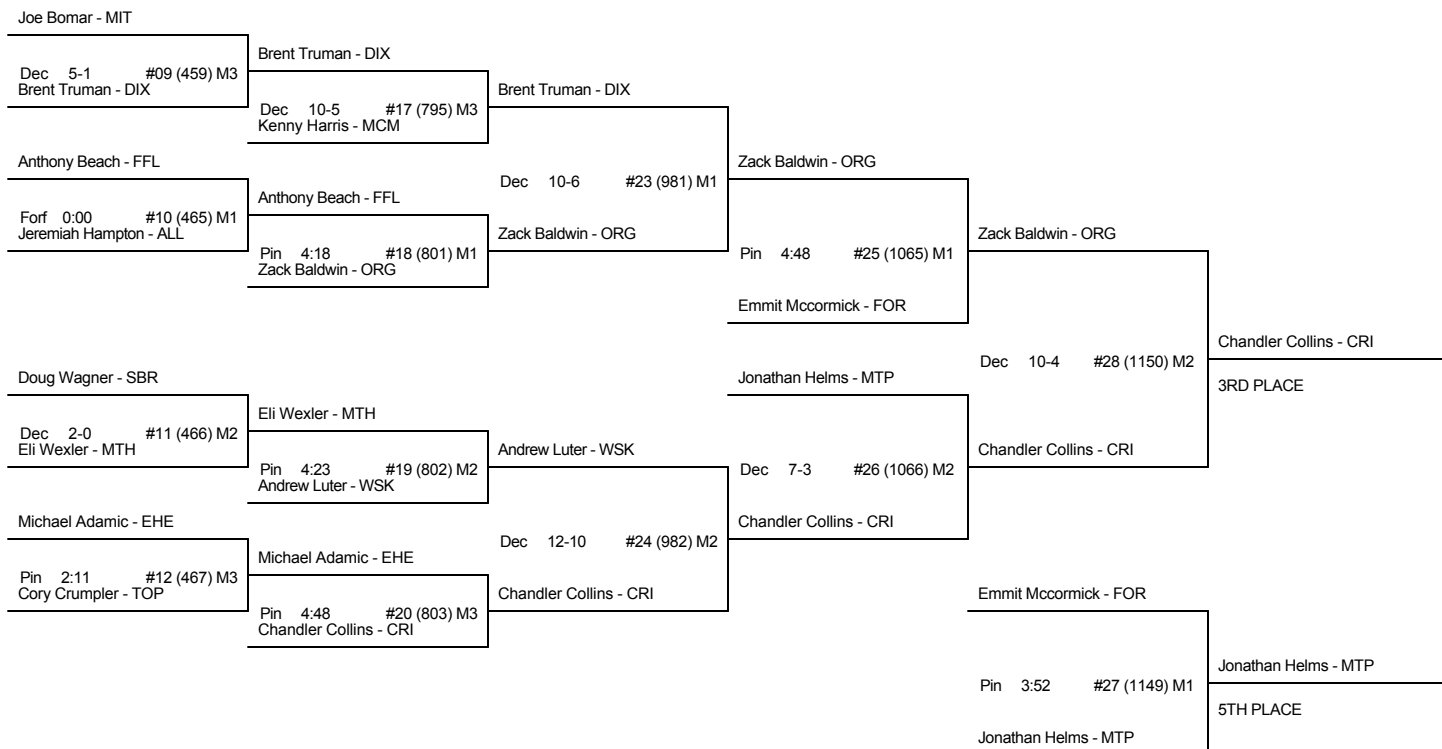 Joe Bomar - MIT
Dec 5-1 #09 (459) M3
Brent Truman - DIX
Anthony Beach - FFL
Forf 0:00 #10 (465) M1
Jeremiah Hampton - ALL
Doug Wagner - SBR
Dec 2-0 #11 (466) M2
Eli Wexler - MTH
Michael Adamic - EHE
Pin 2:11 #12 (467) M3
Cory Crumpler - TOP
Brent Truman - DIX
Dec 10-5 #17 (795) M3
Kenny Harris - MCM
Anthony Beach - FFL
Pin 4:18 #18 (801) M1
Zack Baldwin - ORG
Eli Wexler - MTH
Pin 4:23 #19 (802) M2
Andrew Luter - WSK
Michael Adamic - EHE
Pin 4:48 #20 (803) M3
Chandler Collins - CRI
Brent Truman - DIX
Dec 10-6 #23 (981) M1
Zack Baldwin - ORG
Andrew Luter - WSK
Dec 12-10 #24 (982) M2
Chandler Collins - CRI
Zack Baldwin - ORG
Pin 4:48 #25 (1065) M1
Emmit Mccormick - FOR
Jonathan Helms - MTP
Dec 7-3 #26 (1066) M2
Chandler Collins - CRI
Zack Baldwin - ORG
Dec 10-4 #28 (1150) M2
Chandler Collins - CRI
Emmit Mccormick - FOR
Pin 3:52 #27 (1149) M1
Jonathan Helms - MTP
Chandler Collins - CRI
3RD PLACE
Jonathan Helms - MTP
5TH PLACE